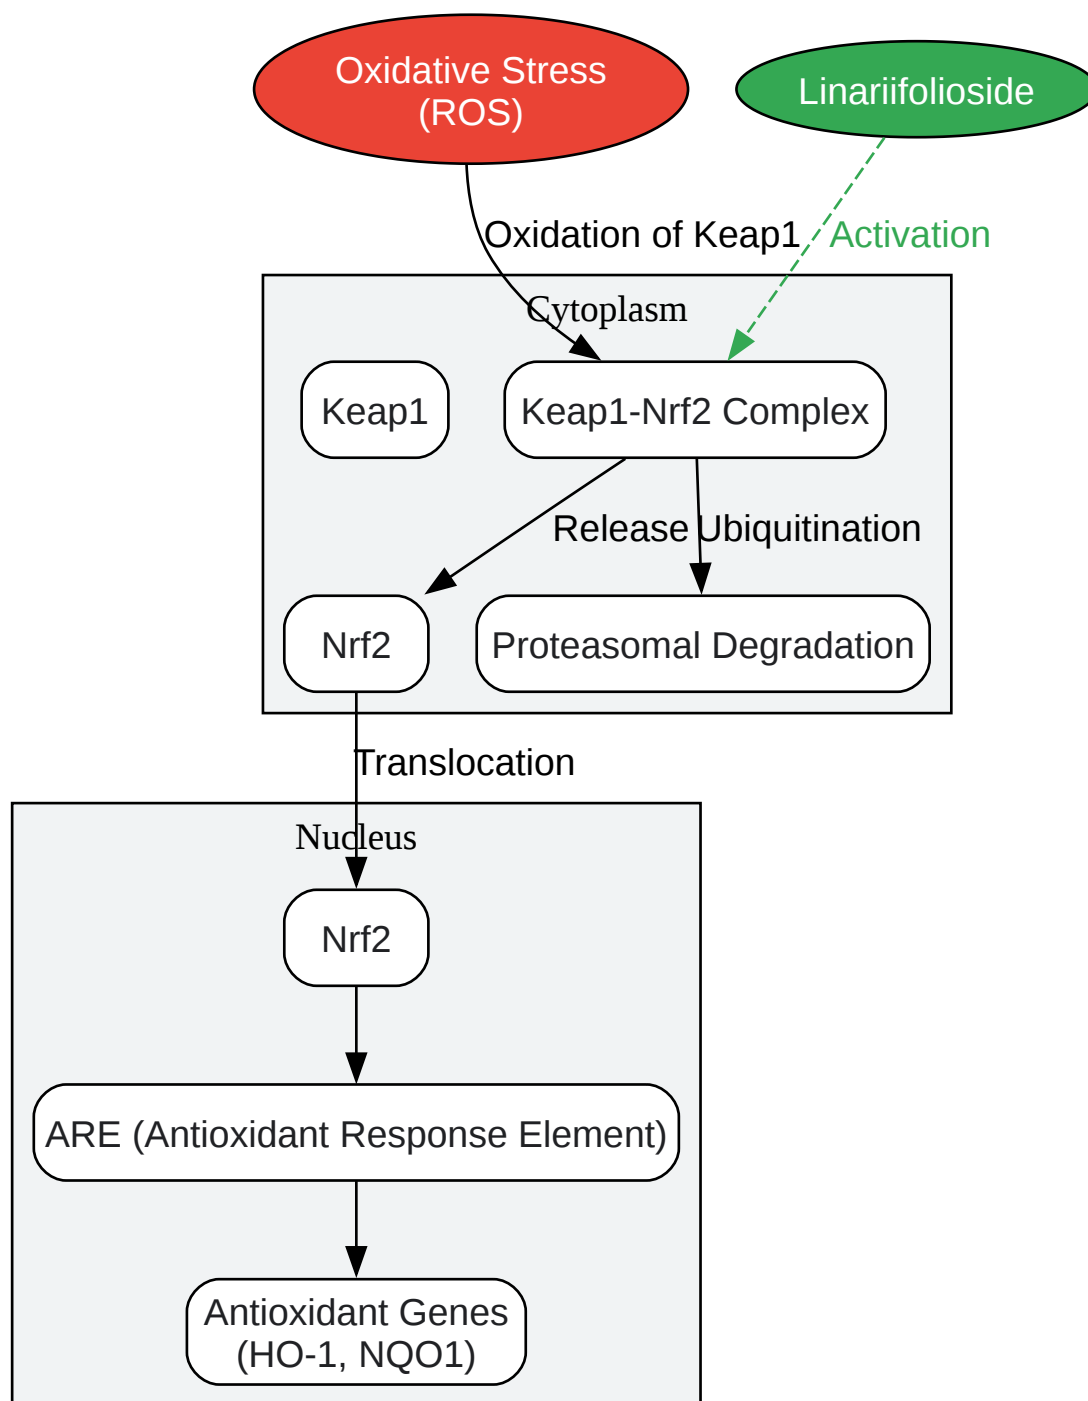 Oxidative Stress
(ROS)
Linariifolioside
Oxidation of Keap1
Activation
Cytoplasm
Keap1
Keap1-Nrf2 Complex
Release
Ubiquitination
Nrf2
Proteasomal Degradation
Translocation
Nucleus
Nrf2
ARE (Antioxidant Response Element)
Antioxidant Genes
(HO-1, NQO1)